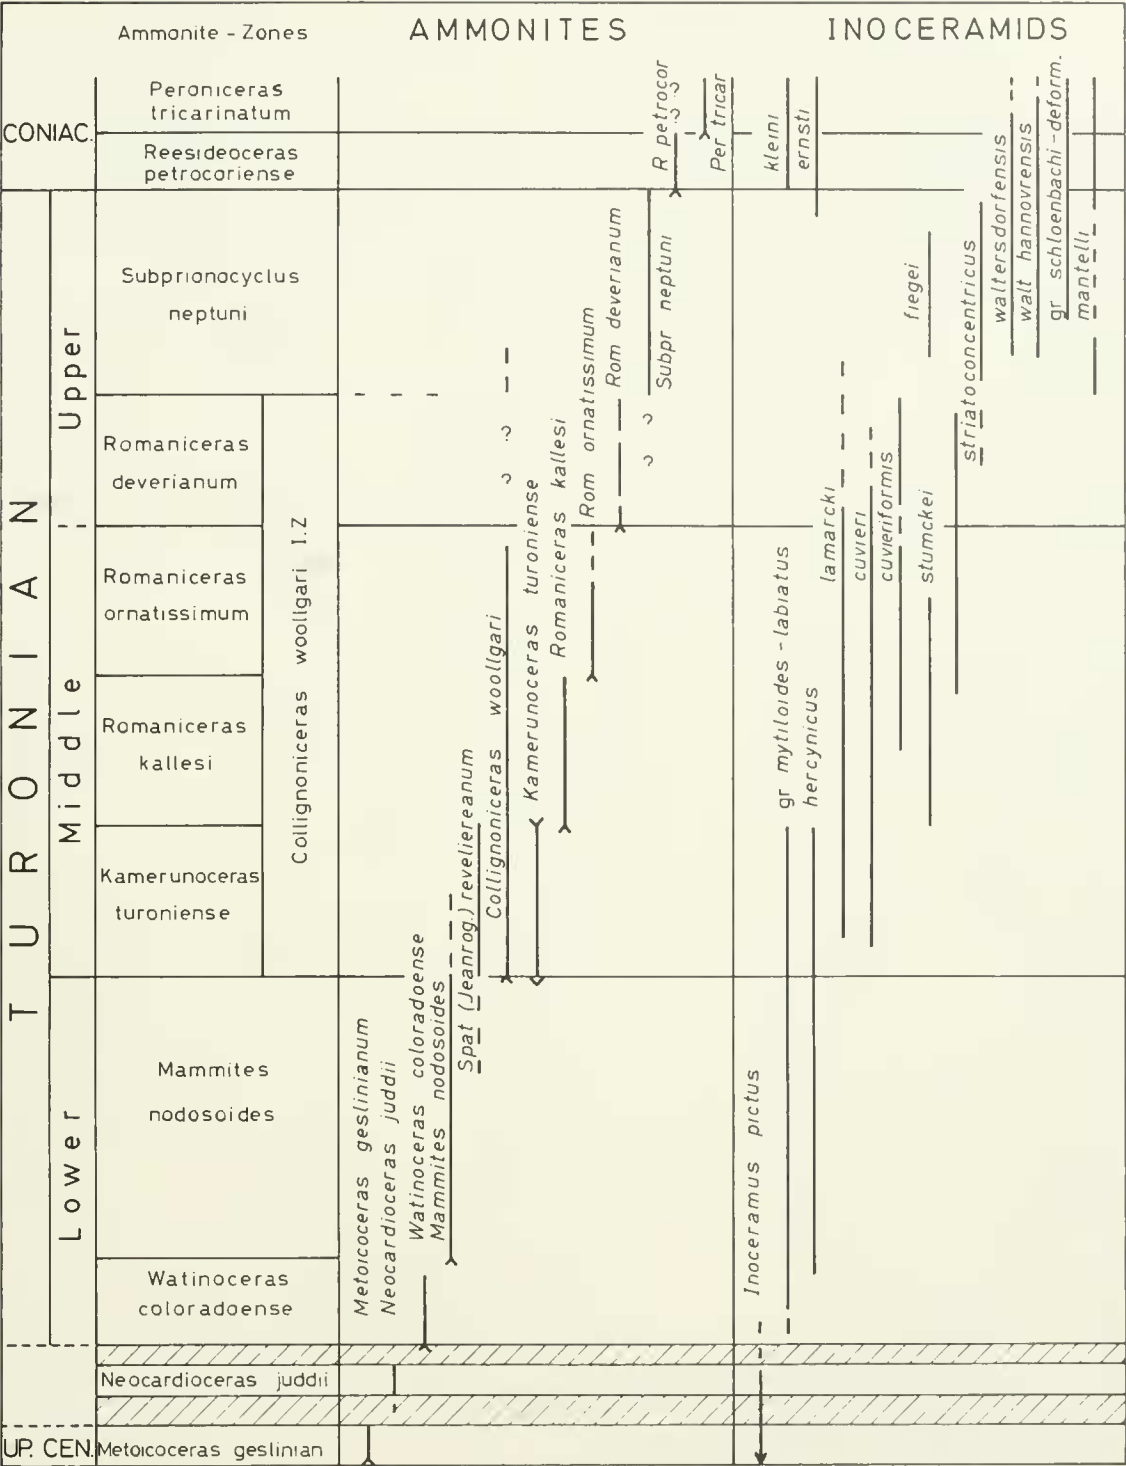 Ammonite - Zones
AMMONITES
INOCERAMIDS
CONIAC.
Peroniceras
tricarinatum
Reesideoceras
petrocoriense
TURONIAN
Upper
Middle
Lower
Subprionocyclus
neptuni
Romaniceras
deverianum
Romaniceras
ornatissimum
Romaniceras
kallesi
Kamerunoceras
turoniense
Collignoniceras woollgari I.Z
Mammites
nodosoides
Watinoceras
coloradoense
Neocardioceras juddii
UP. CEN.
Metoicoceras geslinian
Metoicoceras geslinianum
Neocardioceras juddii
Watinoceras coloradoense
Mammites nodosoides
Spat (Jeanrog.) reveliereanum
Collignoniceras woollgari
? ?
Kamerunoceras turoniense
Romaniceras kallesi
Rom ornatissimum
Rom deverianum
Subpr neptuni
? ?
R petrocor
? ?
Per tricar
Inoceramus pictus
gr mytiloides - labiatus
hercynicus
kleini
ernsti
lamarcki
cuvieri
cuvieriformis
stumckei
fiegei
striatoconcentricus
waltersdorfensis
walt hannovrensis
gr schloenbachi - deform.
mantelli